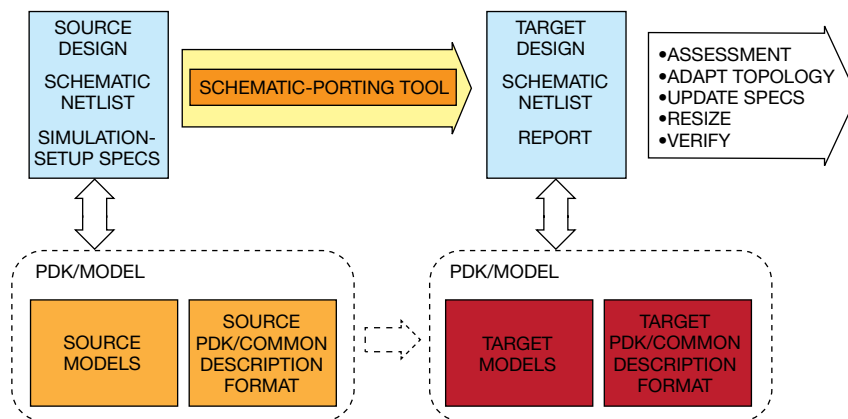 SOURCE
DESIGN
SCHEMATIC
NETLIST
SIMULATION-
SETUP SPECS
SCHEMATIC-PORTING TOOL
TARGET
DESIGN
SCHEMATIC
NETLIST
REPORT
•ASSESSMENT
•ADAPT TOPOLOGY
•UPDATE SPECS
•RESIZE
•VERIFY
PDK/MODEL
SOURCE
MODELS
SOURCE
PDK/COMMON
DESCRIPTION
FORMAT
PDK/MODEL
TARGET
MODELS
TARGET
PDK/COMMON
DESCRIPTION
FORMAT